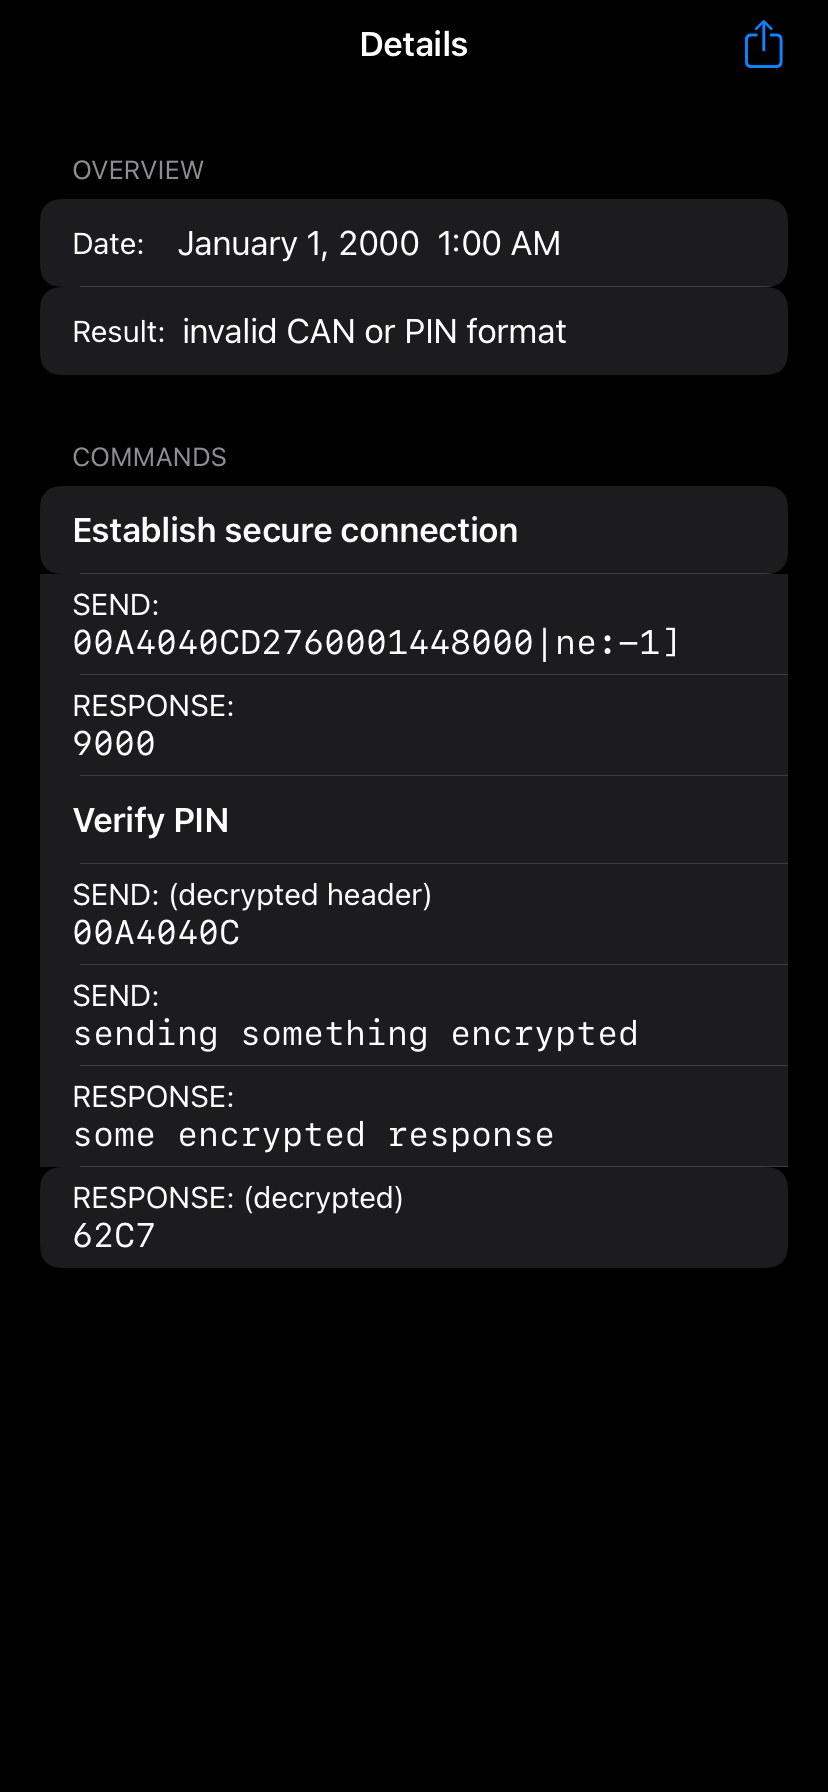 Details
OVERVIEW
Date: January 1, 2000 1:00 AM
Result: invalid CAN or PIN format
COMMANDS
Establish secure connection
SEND:
00A4040CD2760001448000|ne:−1]
RESPONSE:
9000
Verify PIN
SEND: (decrypted header)
00A4040C
SEND:
sending something encrypted
RESPONSE:
some encrypted response
RESPONSE: (decrypted)
62C7